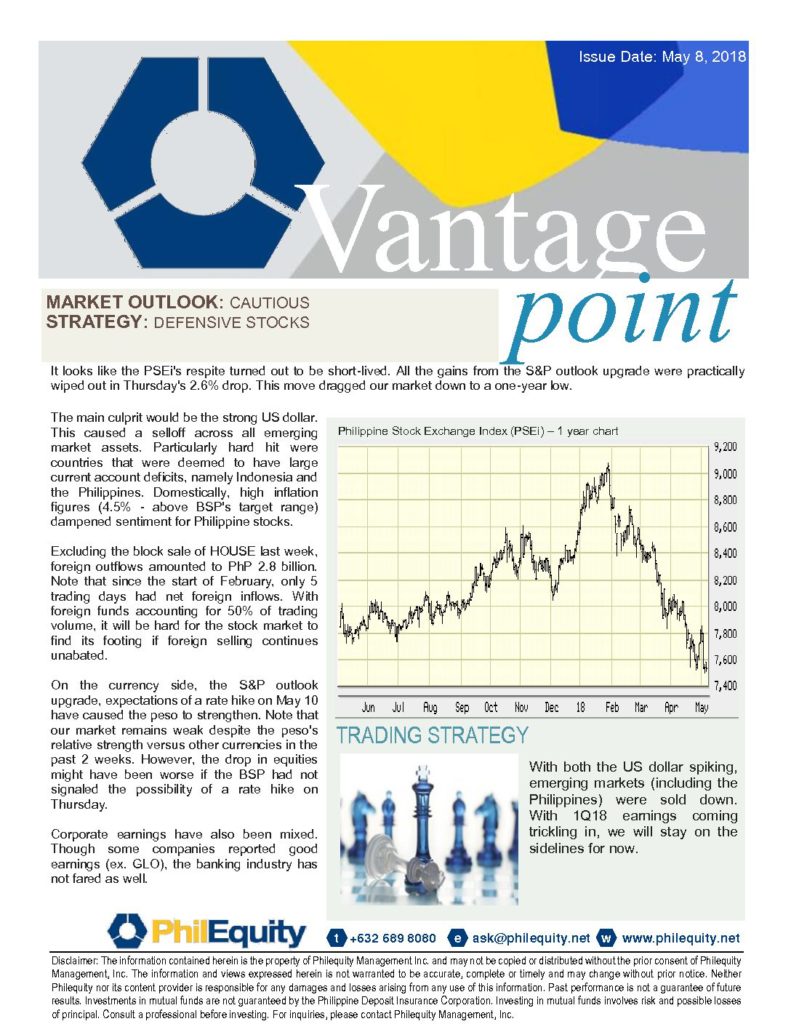 Issue Date: May 8, 2018
Vantage
point
MARKET OUTLOOK: CAUTIOUS
STRATEGY: DEFENSIVE STOCKS
It looks like the PSEi's respite turned out to be short-lived. All the gains from the S&P outlook upgrade were practically
wiped out in Thursday's 2.6% drop. This move dragged our market down to a one-year low.
The main culprit would be the strong US dollar.
This caused a selloff across all emerging
market assets. Particularly hard hit were
countries that were deemed to have large
current account deficits, namely Indonesia and
the Philippines. Domestically, high inflation
figures (4.5% - above BSP's target range)
dampened sentiment for Philippine stocks.
Excluding the block sale of HOUSE last week,
foreign outflows amounted to PhP 2.8 billion.
Note that since the start of February, only 5
trading days had net foreign inflows. With
foreign funds accounting for 50% of trading
volume, it will be hard for the stock market to
find its footing if foreign selling continues
unabated.
On the currency side, the S&P outlook
upgrade, expectations of a rate hike on May 10
have caused the peso to strengthen. Note that
our market remains weak despite the peso's
relative strength versus other currencies in the
past 2 weeks. However, the drop in equities
might have been worse if the BSP had not
signaled the possibility of a rate hike on
Thursday.
Corporate earnings have also been mixed.
Though some companies reported good
earnings (ex. GLO), the banking industry has
not fared as well.
Philippine Stock Exchange Index (PSEi) – 1 year chart
9,200
9,000
8,800
8,600
8,400
8,200
8,000
7,800
7,600
7,400
Jun Jul Aug Sep Oct Nov Dec 18 Feb Mar Apr May
TRADING STRATEGY
With both the US dollar spiking,
emerging markets (including the
Philippines) were sold down.
With 1Q18 earnings coming
trickling in, we will stay on the
sidelines for now.
PhilEquity t +632 689 8080 e ask@philequity.net w www.philequity.net
Disclaimer: The information contained herein is the property of Philequity Management Inc. and may not be copied or distributed without the prior consent of Philequity
Management, Inc. The information and views expressed herein is not warranted to be accurate, complete or timely and may change without prior notice. Neither
Philequity nor its content provider is responsible for any damages and losses arising from any use of this information. Past performance is not a guarantee of future
results. Investments in mutual funds are not guaranteed by the Philippine Deposit Insurance Corporation. Investing in mutual funds involves risk and possible losses
of principal. Consult a professional before investing. For inquiries, please contact Philequity Management, Inc.